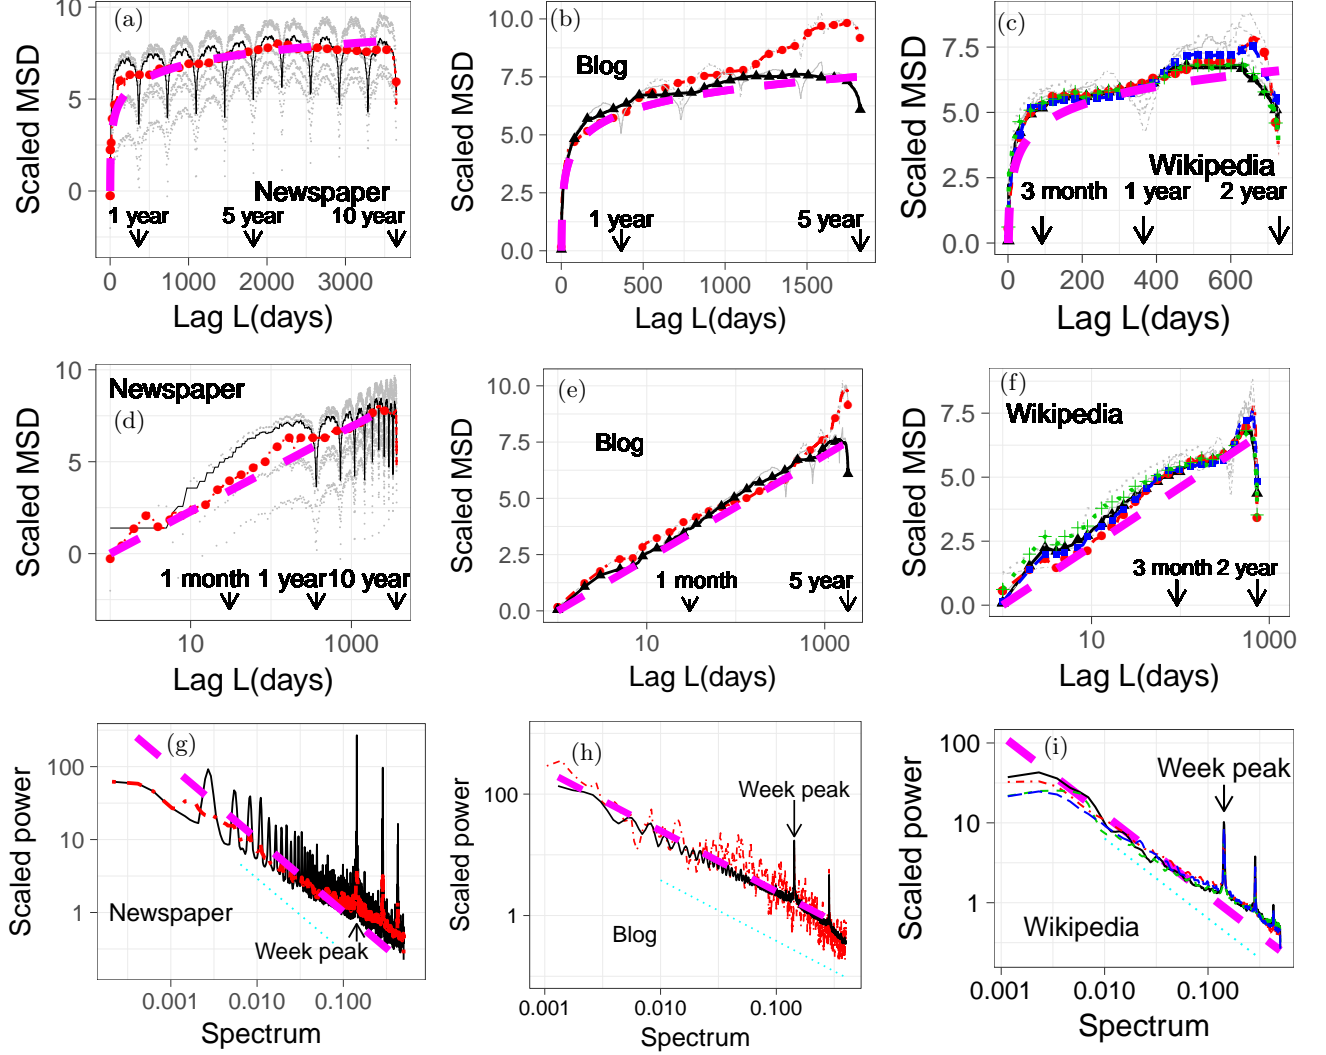 (a)
10
5
0
Scaled MSD
Newspaper
1 year
5 year
10 year
0
1000
2000
3000
Lag L(days)
(b)
10.0
7.5
5.0
2.5
0.0
Scaled MSD
Blog
1 year
5 year
0
500
1000
1500
Lag L(days)
(c)
7.5
5.0
2.5
0.0
Scaled MSD
Wikipedia
3 month
1 year
2 year
0
200
400
600
Lag L(days)
10
5
0
Scaled MSD
Newspaper
(d)
1 month
1 year
10 year
10
1000
Lag L(days)
(e)
10.0
7.5
5.0
2.5
0.0
Scaled MSD
Blog
1 month
5 year
10
1000
Lag L(days)
(f)
7.5
5.0
2.5
0.0
Scaled MSD
Wikipedia
3 month
2 year
10
1000
Lag L(days)
(g)
100
10
1
Scaled power
Newspaper
Week peak
0.001
0.010
0.100
Spectrum
(h)
100
1
Scaled power
Week peak
Blog
0.001
0.010
0.100
Spectrum
(i)
100
10
1
Scaled power
Week peak
Wikipedia
0.001
0.010
0.100
Spectrum